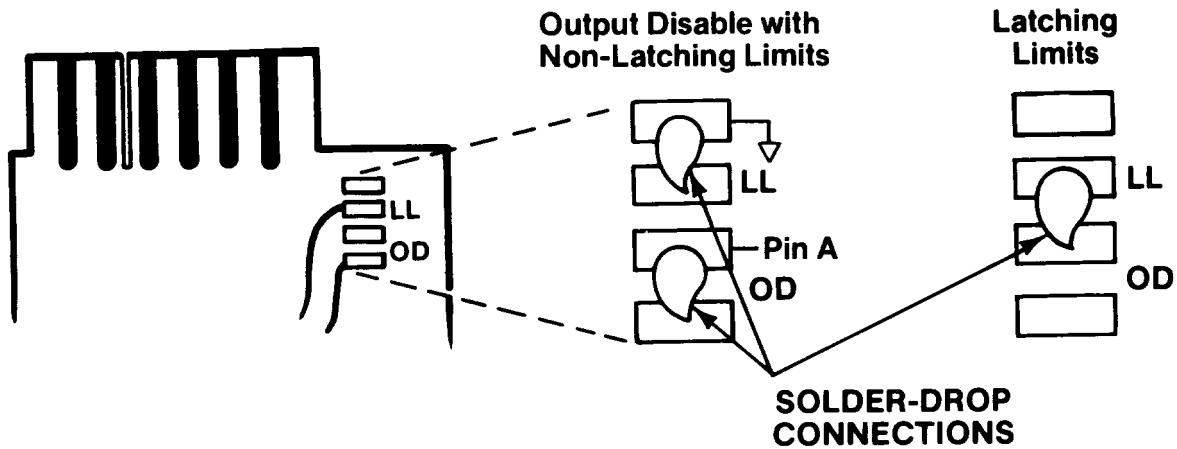 Output Disable with
Non-Latching Limits
Latching
Limits
LL
OD
LL
Pin A
OD
LL
OD
SOLDER-DROP
CONNECTIONS